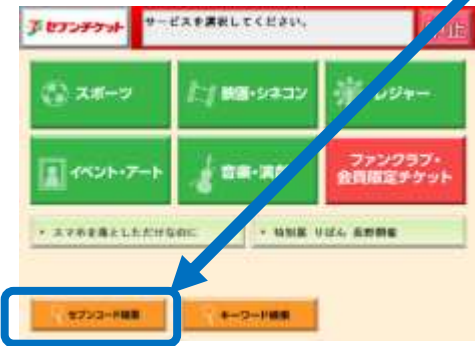 セブンチケット
サービスを選択してください。
中止
スポーツ
映画・シネコン
レジャー
イベント・アート
音楽・演劇
ファンクラブ・
会員限定チケット
・スマホを落としただけなのに
・特別展 りぼん 長野開催
セブンコード検索
キーワード検索